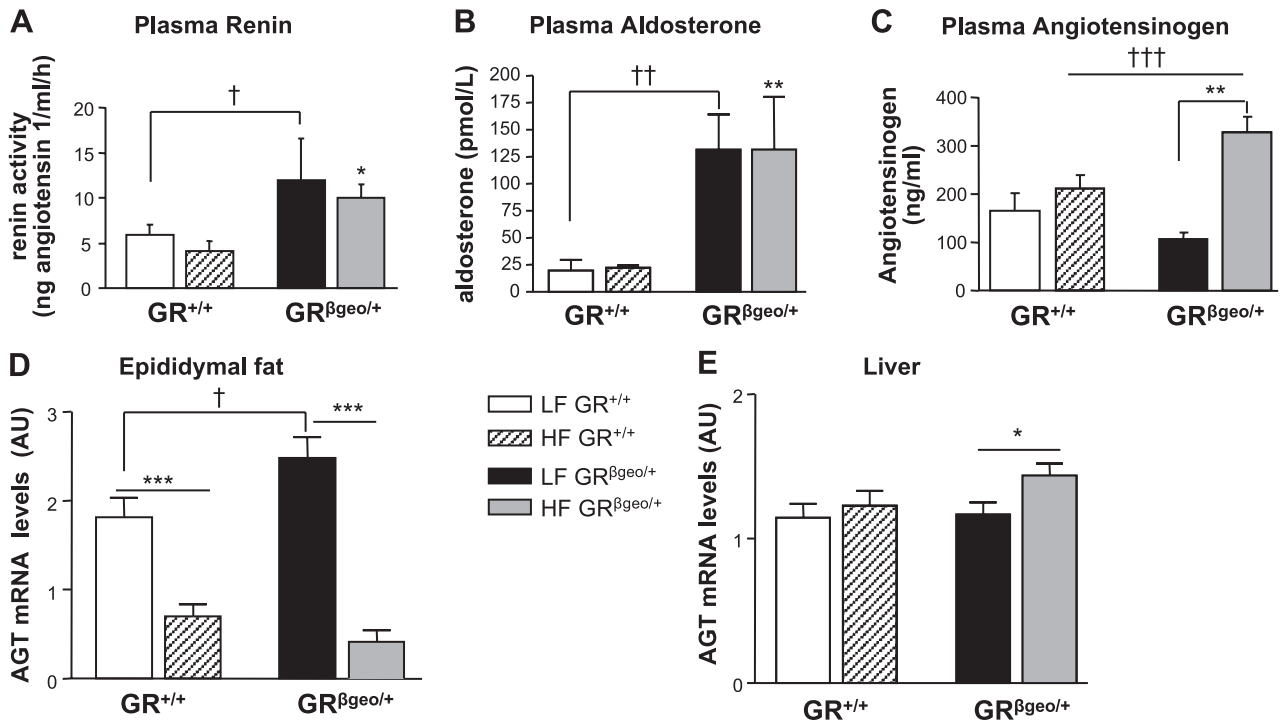 A Plasma Renin
renin activity
(ng angiotensin 1/ml/h)
20
15
10
5
0
†
*
GR+/+ GRβgeo/+
B Plasma Aldosterone
aldosterone (pmol/L)
200
175
150
125
100
75
50
25
0
††
**
GR+/+ GRβgeo/+
C Plasma Angiotensinogen
Angiotensinogen
(ng/ml)
400
300
200
100
0
†††
**
GR+/+ GRβgeo/+
D Epididymal fat
AGT mRNA levels (AU)
3
2
1
0
†
***
***
GR+/+ GRβgeo/+
LF GR+/+
HF GR+/+
LF GRβgeo/+
HF GRβgeo/+
E Liver
AGT mRNA levels (AU)
2
1
0
*
GR+/+ GRβgeo/+